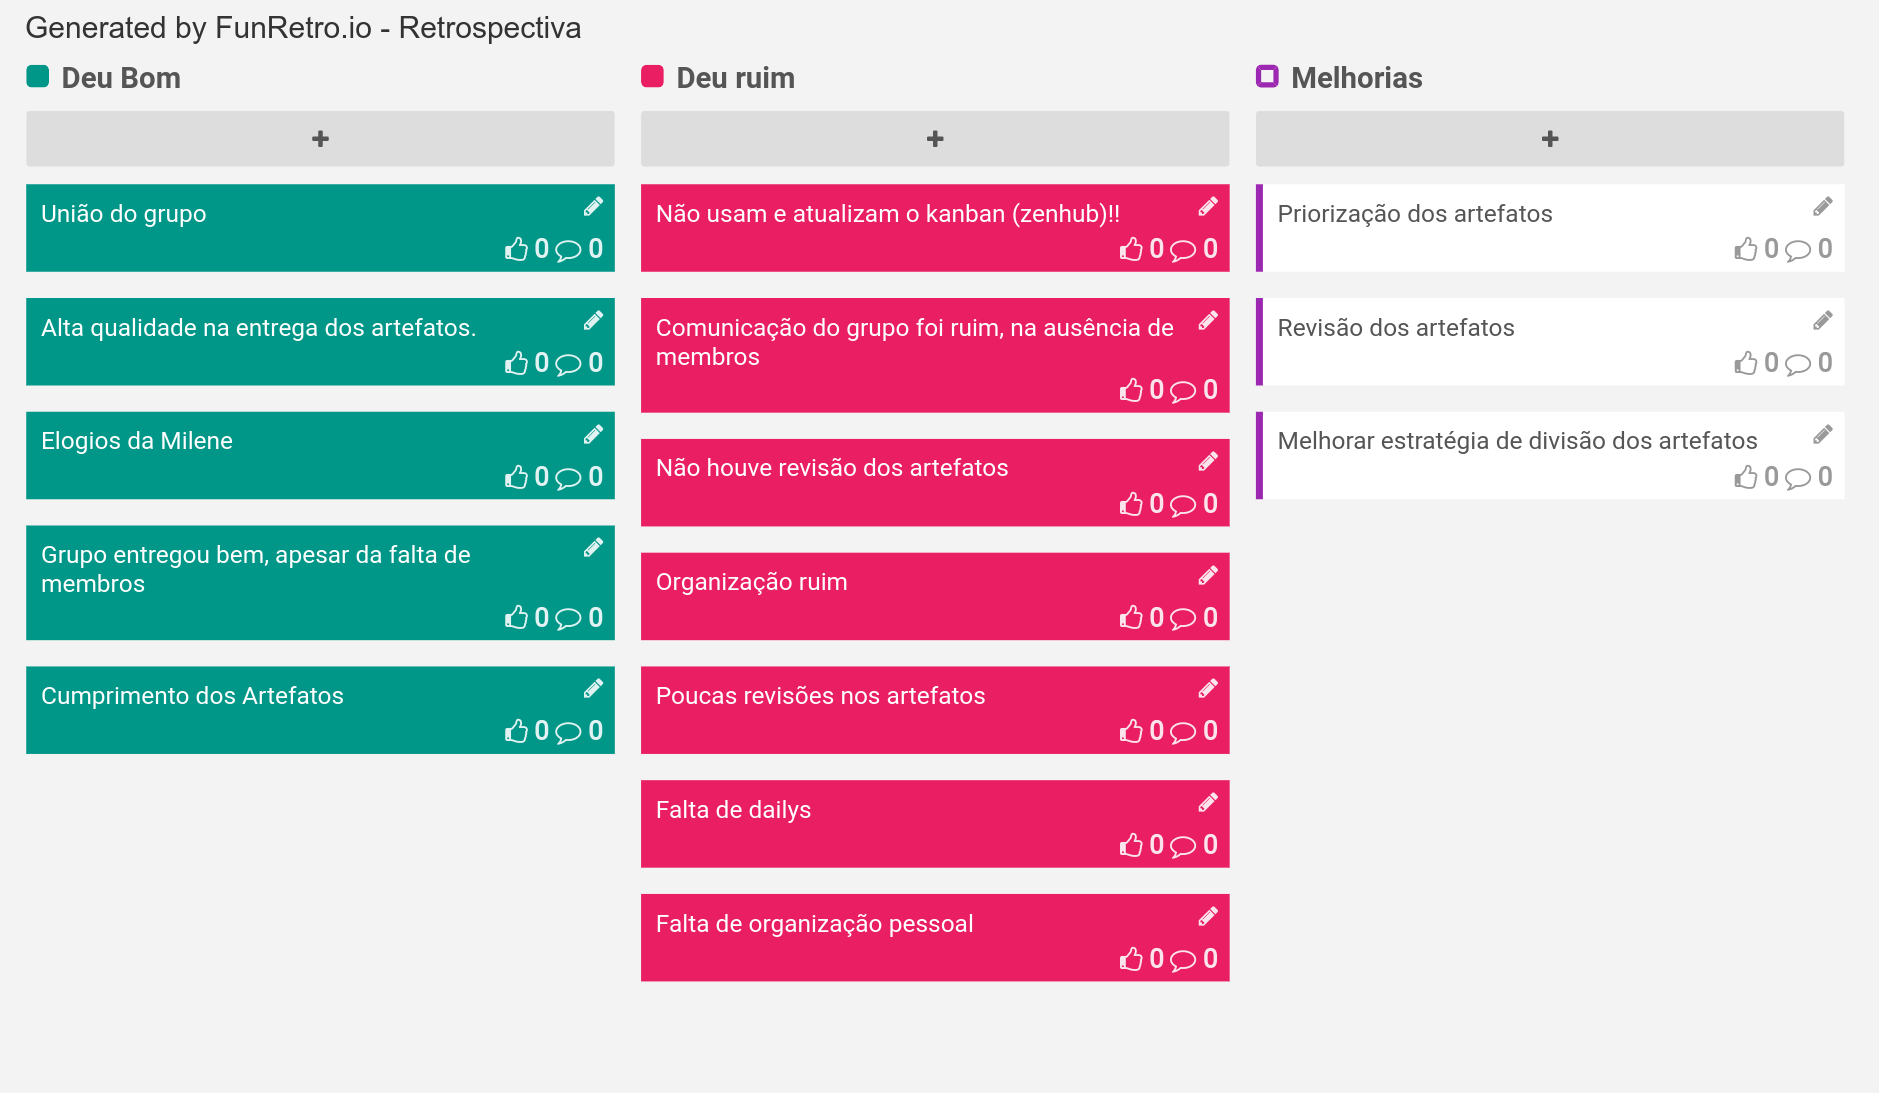 Generated by FunRetro.io - Retrospectiva
Deu Bom
+
União do grupo
0 0
Alta qualidade na entrega dos artefatos.
0 0
Elogios da Milene
0 0
Grupo entregou bem, apesar da falta de
membros
0 0
Cumprimento dos Artefatos
0 0
Deu ruim
+
Não usam e atualizam o kanban (zenhub)!!
0 0
Comunicação do grupo foi ruim, na ausência de
membros
0 0
Não houve revisão dos artefatos
0 0
Organização ruim
0 0
Poucas revisões nos artefatos
0 0
Falta de dailys
0 0
Falta de organização pessoal
0 0
Melhorias
+
Priorização dos artefatos
0 0
Revisão dos artefatos
0 0
Melhorar estratégia de divisão dos artefatos
0 0